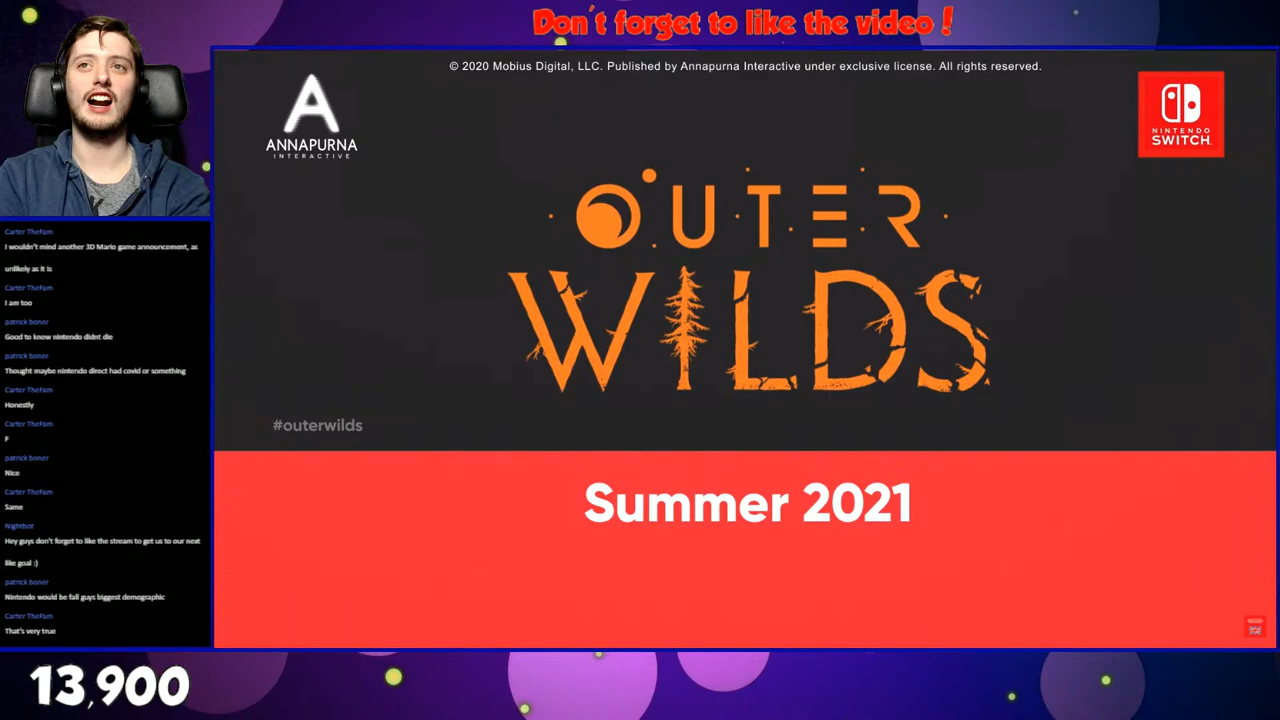 Don't forget to like the video!
© 2020 Mobius Digital, LLC. Published by Annapurna Interactive under exclusive license. All rights reserved.
A
ANNAPURNA
INTERACTIVE
NINTENDO
SWITCH
OUTER
WILDS
#outerwilds
Summer 2021
Carter TheFam
I wouldn't mind another 3D Mario game announcement, as
unlikely as it is
Carter TheFam
I am too
patrick boner
Good to know nintendo didnt die
patrick boner
Thought maybe nintendo direct had covid or something
Carter TheFam
Honestly
Carter TheFam
F
patrick boner
Nice
Carter TheFam
Same
Nightbot
Hey guys don't forget to like the stream to get us to our next
like goal :)
patrick boner
Nintendo would be fall guys biggest demographic
Carter TheFam
That's very true
13,900